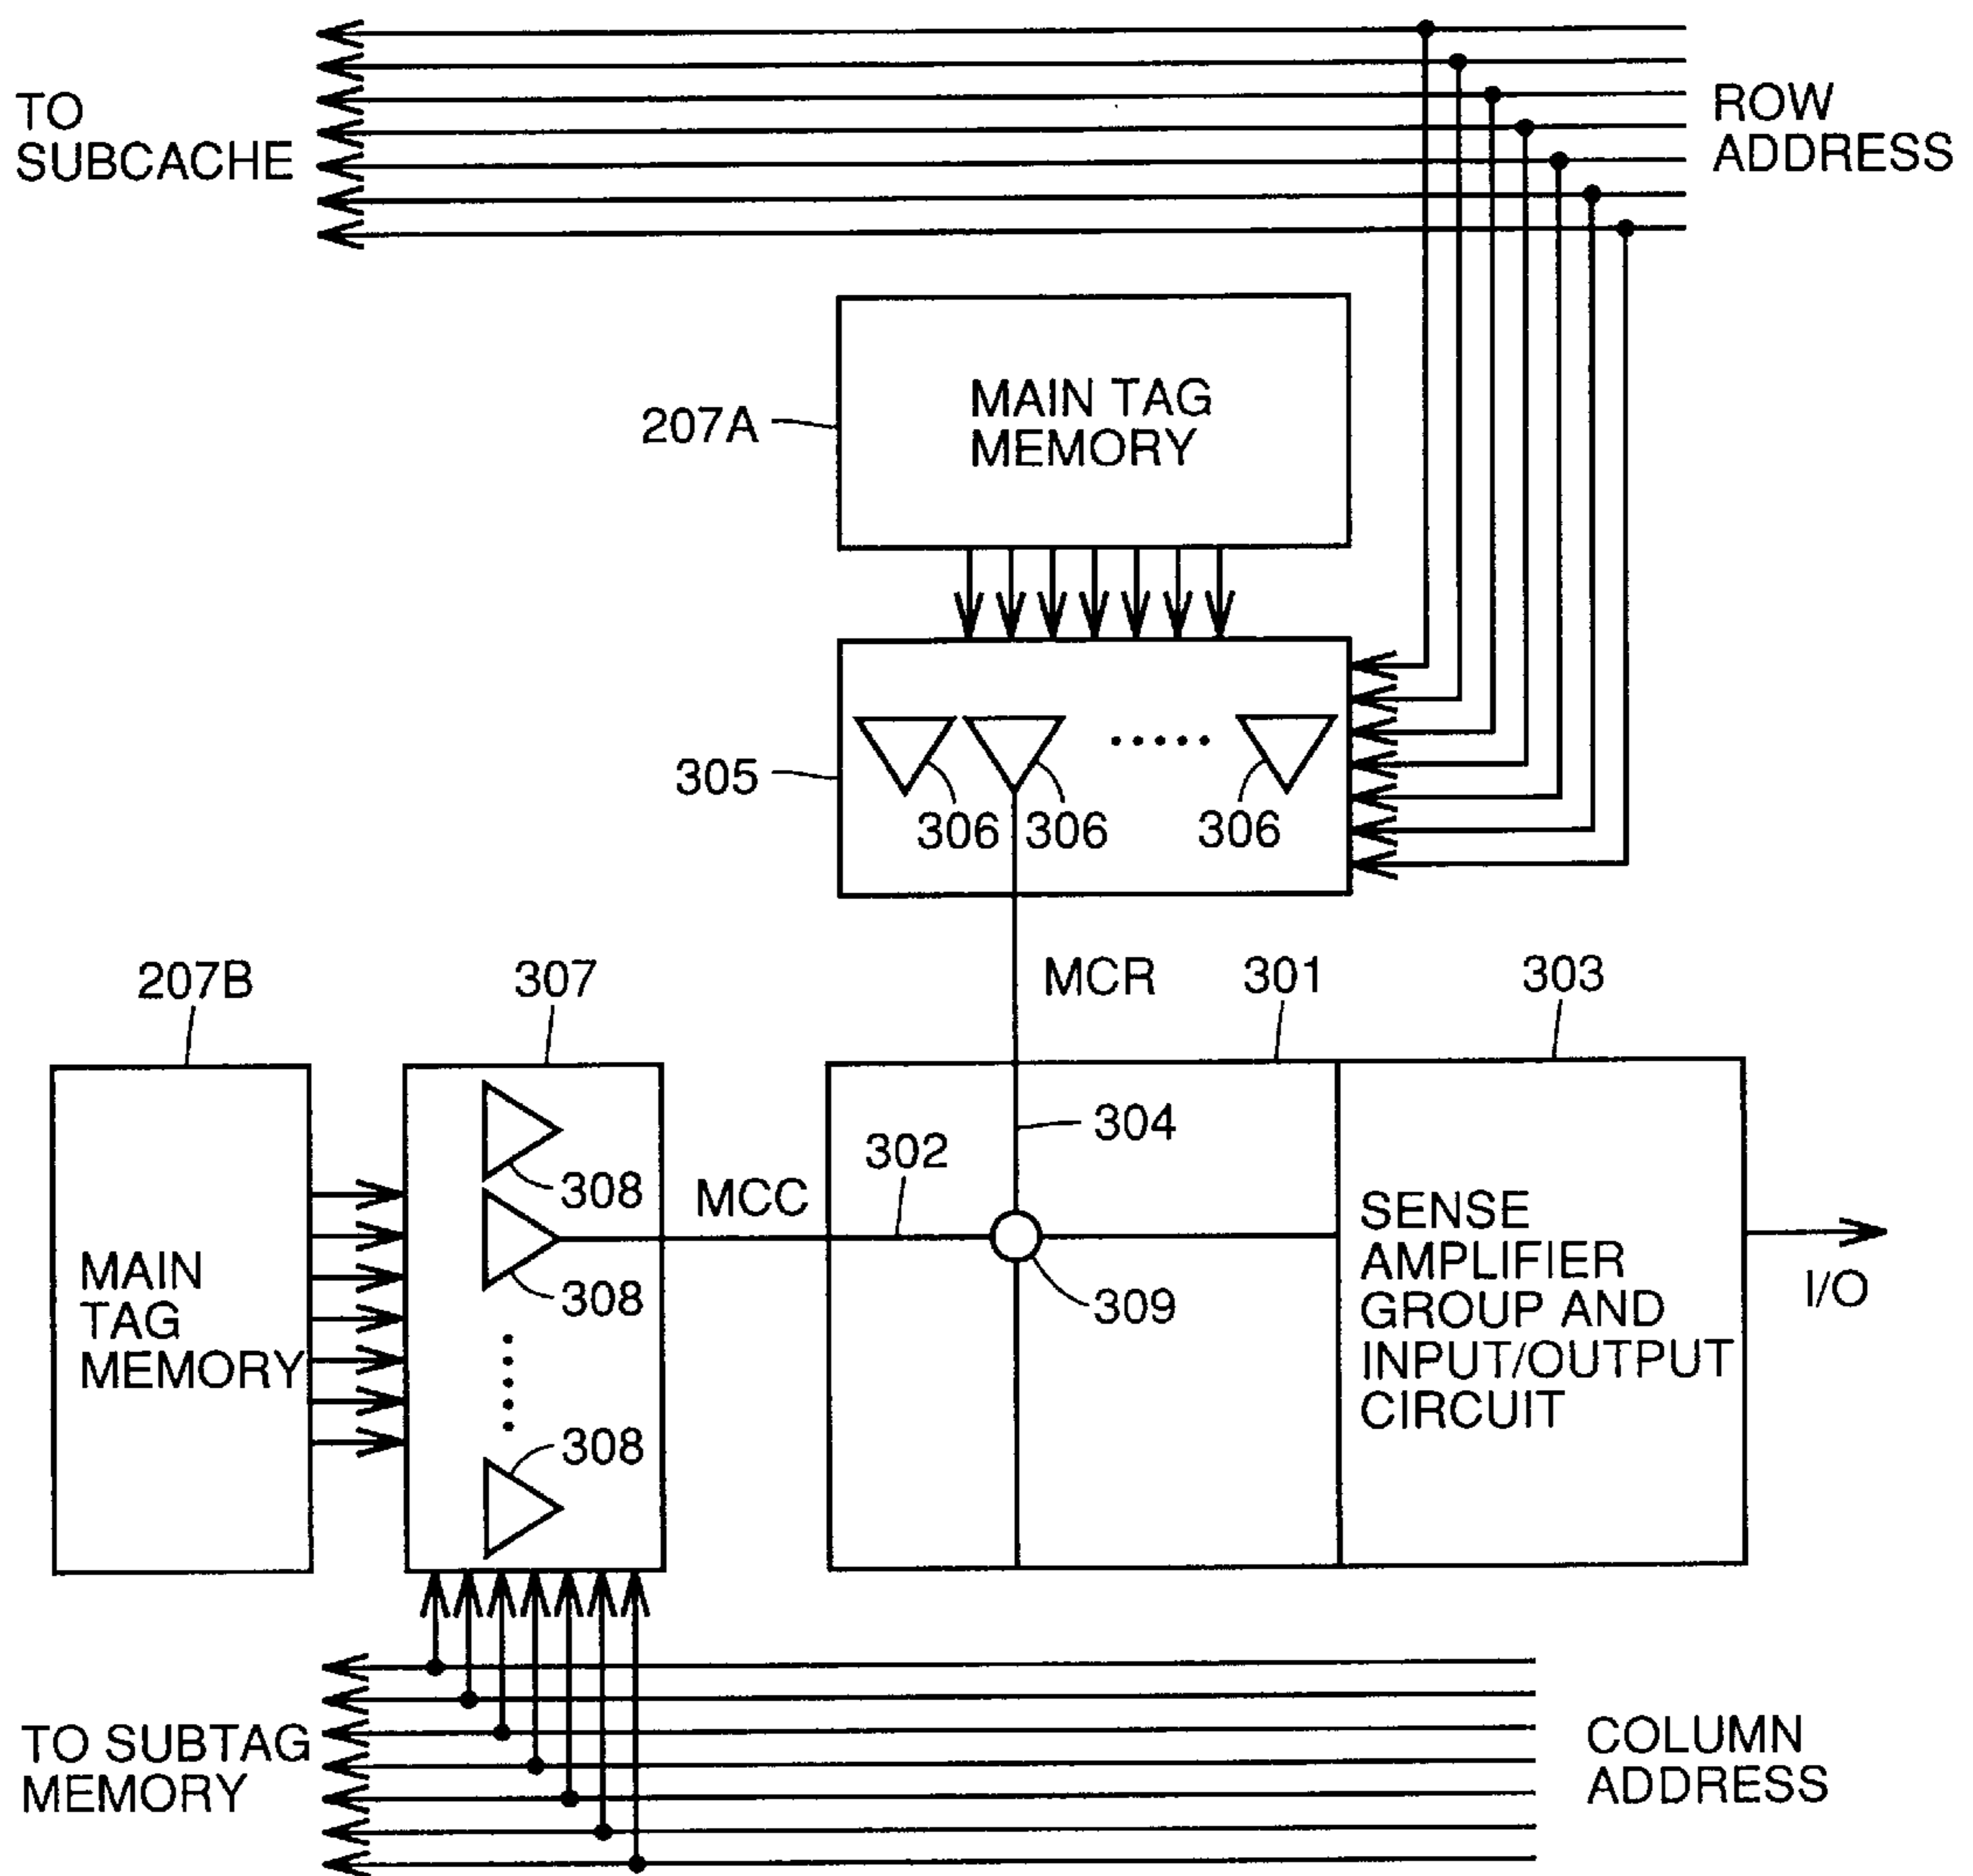 TO
SUBCACHE
ROW
ADDRESS
MAIN TAG
MEMORY
207A
305
306
306
306
207B
307
MCR
301
303
304
302
308
MCC
308
309
308
MAIN
TAG
MEMORY
SENSE
AMPLIFIER
GROUP AND
INPUT/OUTPUT
CIRCUIT
I/O
TO SUBTAG
MEMORY
COLUMN
ADDRESS